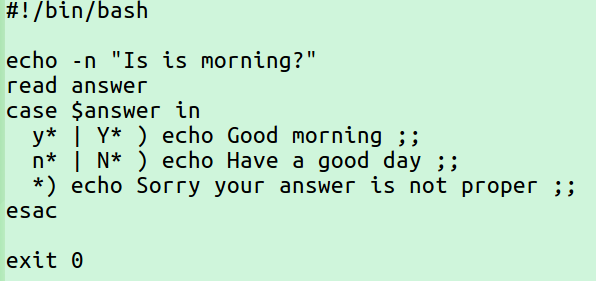 #!/bin/bash
echo -n "Is is morning?"
read answer
case $answer in
y* | Y* ) echo Good morning ;;
n* | N* ) echo Have a good day ;;
*) echo Sorry your answer is not proper ;;
esac
exit 0